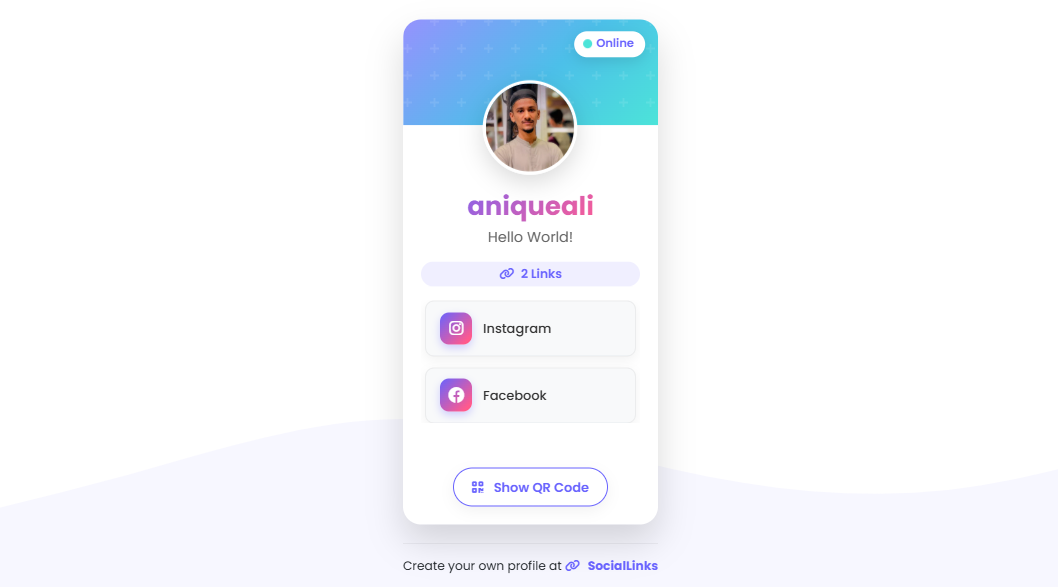 Online
aniqueali
Hello World!
2 Links
Instagram
Facebook
Show QR Code
Create your own profile at SocialLinks